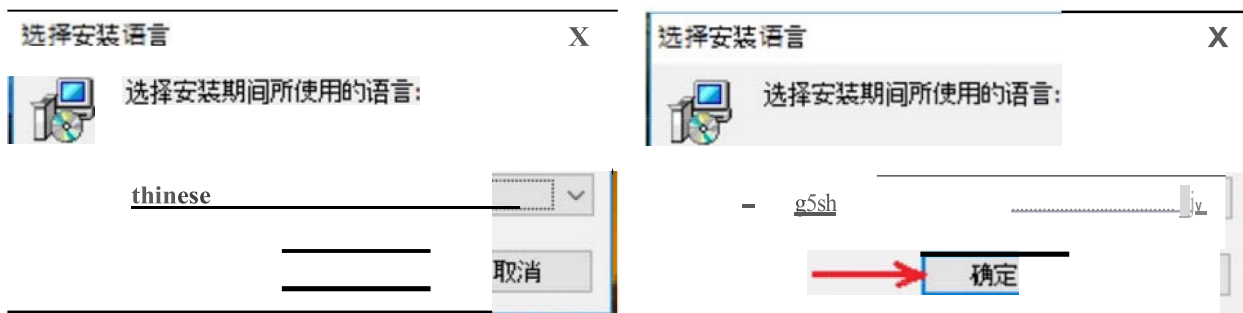 选择安装语言 X
选择安装期间所使用的语言:
thinese
取消
选择安装语言 X
选择安装期间所使用的语言:
g5sh
jv
确定